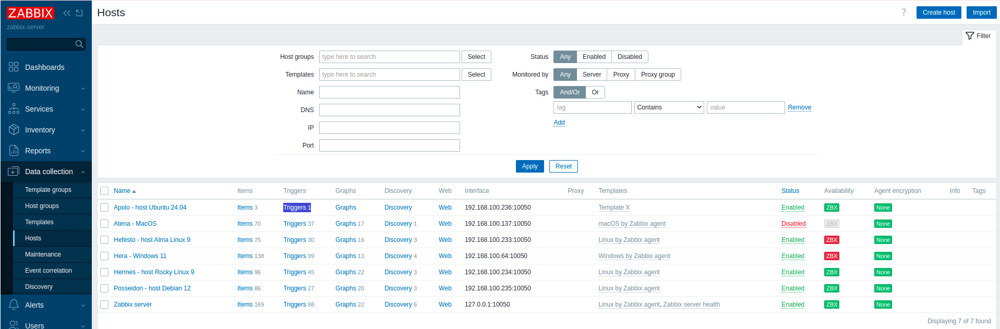 ZABBIX
zabbix-server
Dashboards
Monitoring
Services
Inventory
Reports
Data collection
Template groups
Host groups
Templates
Hosts
Maintenance
Event correlation
Discovery
Alerts
Users
Hosts
? Create host Import
Filter
Host groups type here to search Select
Templates type here to search Select
Name
DNS
IP
Port
Status Any Enabled Disabled
Monitored by Any Server Proxy Proxy group
Tags And/Or Or
tag Contains value Remove
Add
Apply Reset
Name Items Triggers Graphs Discovery Web Interface Proxy Templates Status Availability Agent encryption Info Tags
Apolo - host Ubuntu 24.04 Items 3 Triggers 1 Graphs Discovery Web 192.168.100.236:10050 Template X Enabled ZBX None
Atena - MacOS Items 70 Triggers 37 Graphs 17 Discovery 1 Web 192.168.100.137:10050 macOS by Zabbix agent Disabled ZBX None
Hefesto - host Alma Linux 9 Items 75 Triggers 30 Graphs 16 Discovery 3 Web 192.168.100.233:10050 Linux by Zabbix agent Enabled ZBX None
Hera - Windows 11 Items 138 Triggers 99 Graphs 13 Discovery 4 Web 192.168.100.64:10050 Windows by Zabbix agent Enabled ZBX None
Hermes - host Rocky Linux 9 Items 96 Triggers 45 Graphs 22 Discovery 3 Web 192.168.100.234:10050 Linux by Zabbix agent Enabled ZBX None
Posseidon - host Debian 12 Items 86 Triggers 27 Graphs 20 Discovery 3 Web 192.168.100.235:10050 Linux by Zabbix agent Enabled ZBX None
Zabbix server Items 169 Triggers 98 Graphs 22 Discovery 6 Web 127.0.0.1:10050 Linux by Zabbix agent, Zabbix server health Enabled ZBX None
Displaying 7 of 7 found